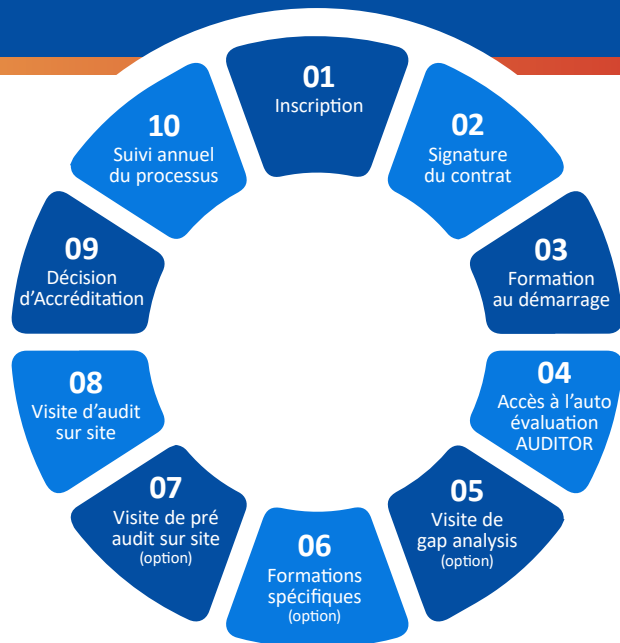 01
Inscription
02
Signature
du contrat
03
Formation
au démarrage
04
Accès à l'auto
évaluation
AUDITOR
05
Visite de
gap analysis
(option)
06
Formations
spécifiques
(option)
07
Visite de pré
audit sur site
(option)
08
Visite d'audit
sur site
09
Décision
d'Accréditation
10
Suivi annuel
du processus